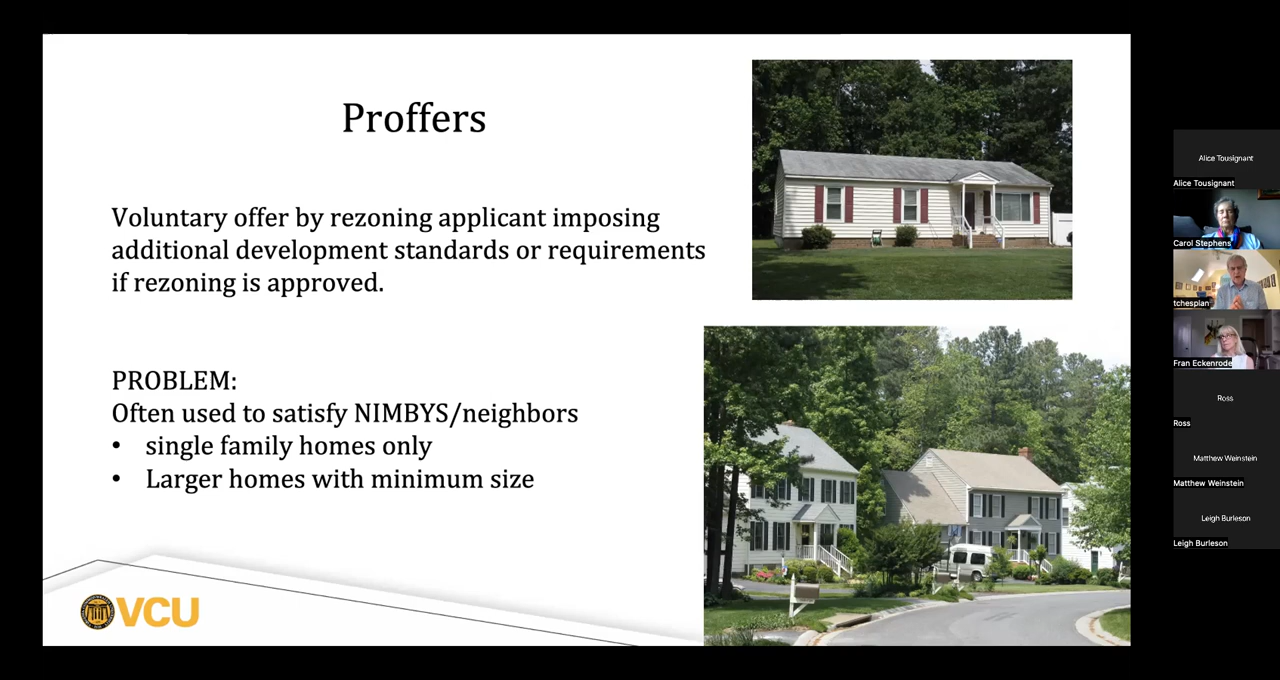 Proffers
Voluntary offer by rezoning applicant imposing
additional development standards or requirements
if rezoning is approved.
PROBLEM:
Often used to satisfy NIMBYS/neighbors
• single family homes only
• Larger homes with minimum size
VCU
Alice Tousignant
Alice Tousignant
Carol Stephens
tchesplan
Fran Eckenrode
Ross
Ross
Matthew Weinstein
Matthew Weinstein
Leigh Burleson
Leigh Burleson